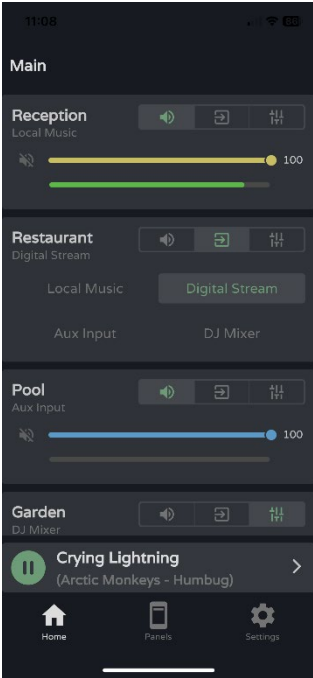 11:08
Main
Reception
Local Music
100
Restaurant
Digital Stream
Local Music Digital Stream
Aux Input DJ Mixer
Pool
Aux Input
100
Garden
DJ Mixer
Crying Lightning
(Arctic Monkeys - Humbug)
Home Panels Settings